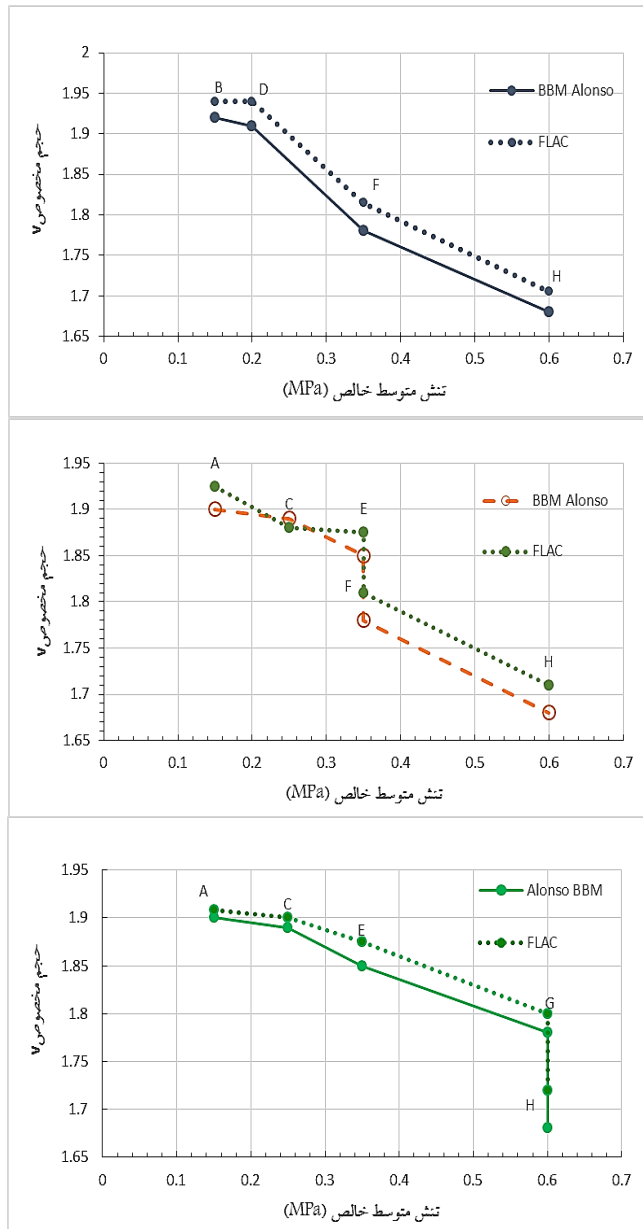 2
1.95
1.9
1.85
1.8
1.75
1.7
1.65
B
D
F
H
BBM Alonso
FLAC
حجم مخصوص v
0 0.1 0.2 0.3 0.4 0.5 0.6 0.7
تنش متوسط خالص (MPa)
1.95
1.9
1.85
1.8
1.75
1.7
1.65
A
C
E
F
H
BBM Alonso
FLAC
حجم مخصوص v
0 0.1 0.2 0.3 0.4 0.5 0.6 0.7
تنش متوسط خالص (MPa)
1.95
1.9
1.85
1.8
1.75
1.7
1.65
A
C
E
G
H
Alonso BBM
FLAC
حجم مخصوص v
0 0.1 0.2 0.3 0.4 0.5 0.6 0.7
تنش متوسط خالص (MPa)